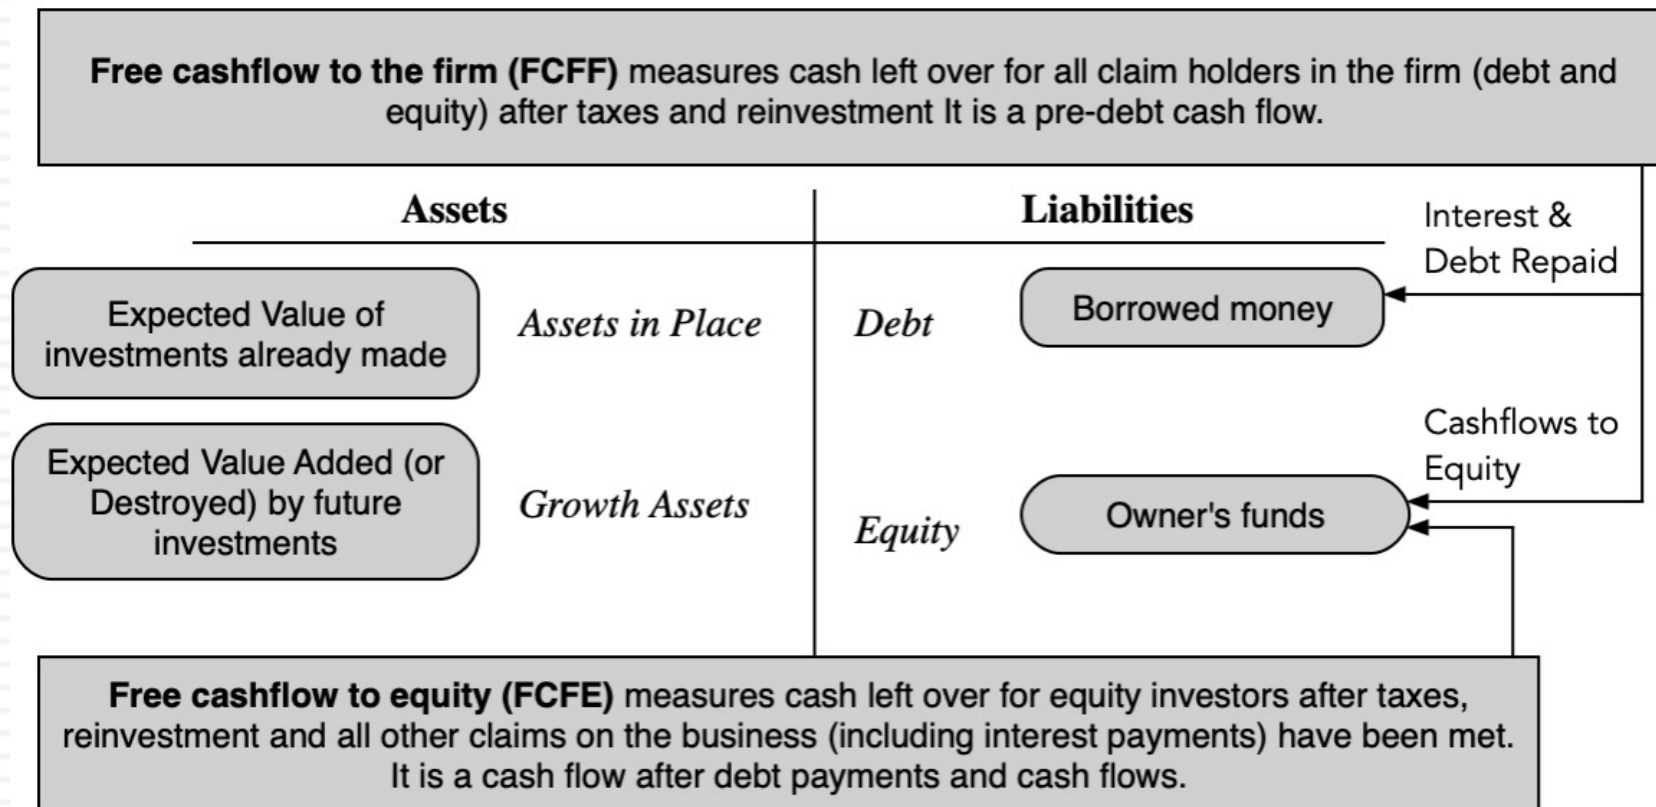 Free cashflow to the firm (FCFF) measures cash left over for all claim holders in the firm (debt and
equity) after taxes and reinvestment It is a pre-debt cash flow.
Assets
Liabilities
Interest &
Debt Repaid
Expected Value of
investments already made
Assets in Place
Debt
Borrowed money
Cashflows to
Equity
Expected Value Added (or
Destroyed) by future
investments
Growth Assets
Equity
Owner's funds
Free cashflow to equity (FCFE) measures cash left over for equity investors after taxes,
reinvestment and all other claims on the business (including interest payments) have been met.
It is a cash flow after debt payments and cash flows.